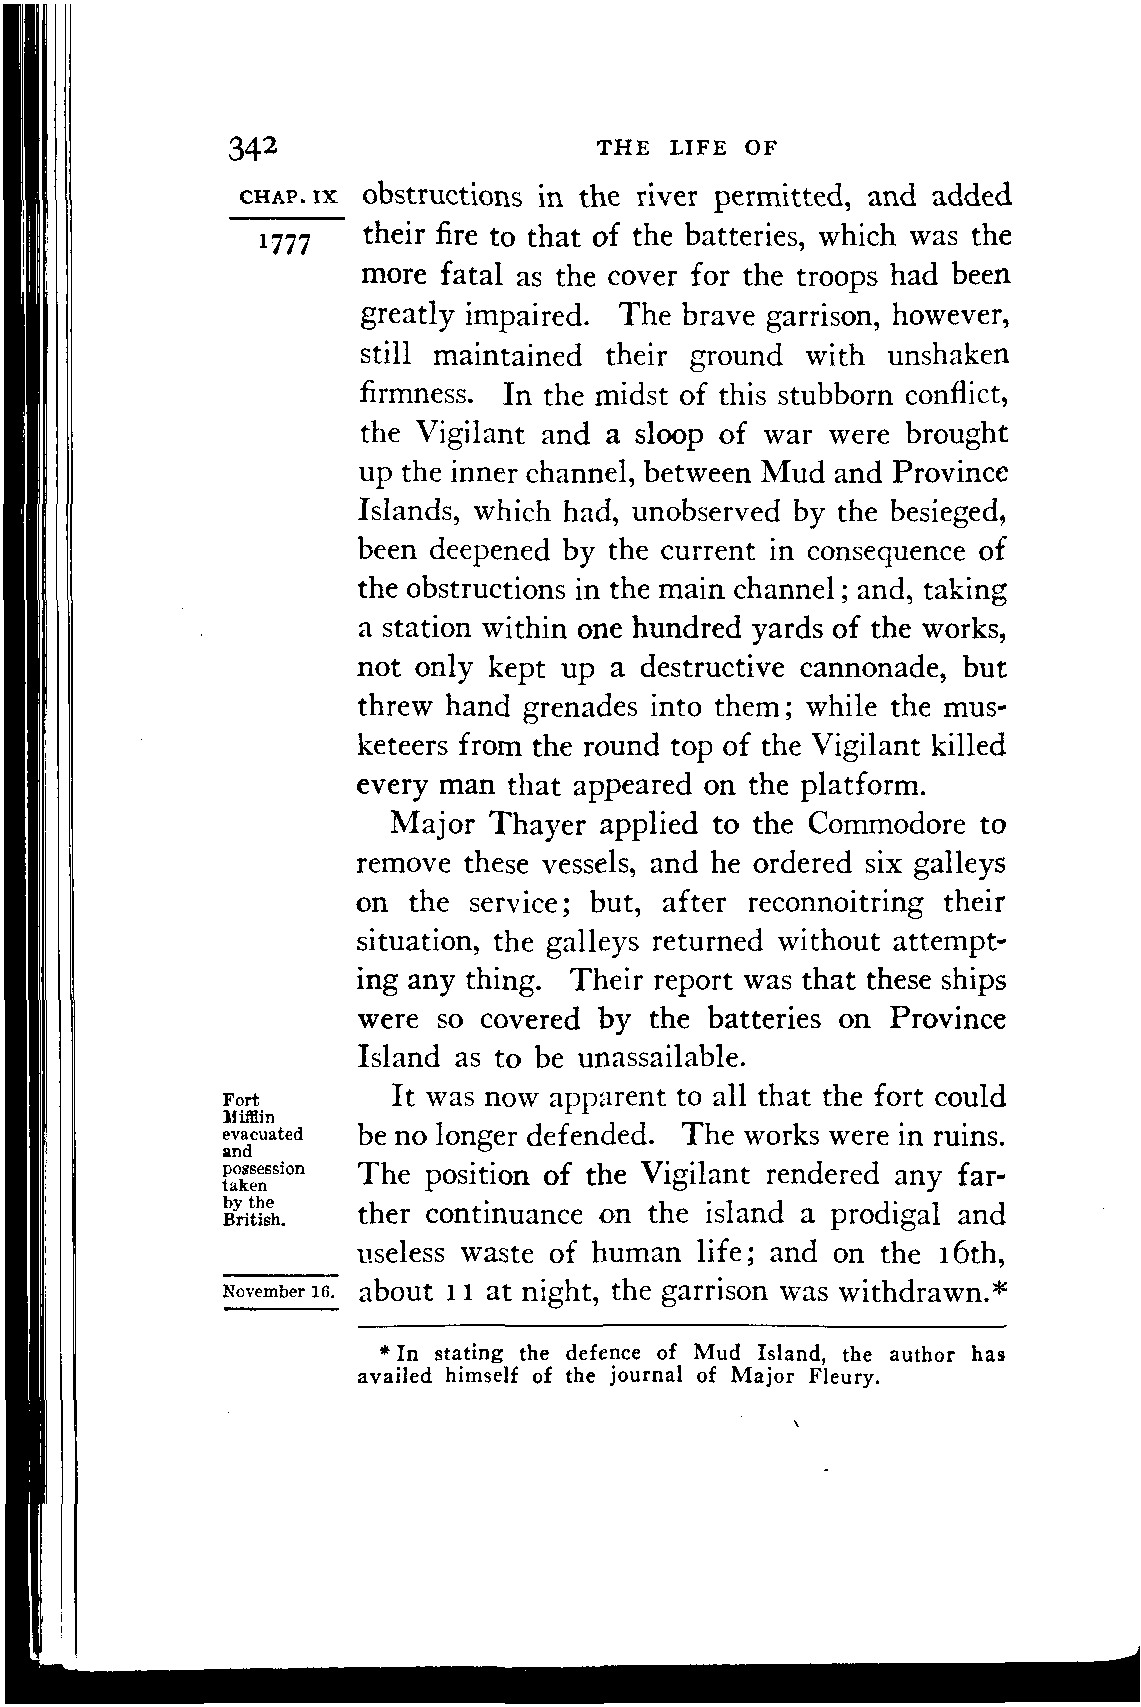 342 THE LIFE OF
CHAP. IX obstructions in the river permitted, and added
1777 their fire to that of the batteries, which was the
more fatal as the cover for the troops had been
greatly impaired. The brave garrison, however,
still maintained their ground with unshaken
firmness. In the midst of this stubborn conflict,
the Vigilant and a sloop of war were brought
up the inner channel, between Mud and Province
Islands, which had, unobserved by the besieged,
been deepened by the current in consequence of
the obstructions in the main channel; and, taking
a station within one hundred yards of the works,
not only kept up a destructive cannonade, but
threw hand grenades into them; while the mus-
keteers from the round top of the Vigilant killed
every man that appeared on the platform.
Major Thayer applied to the Commodore to
remove these vessels, and he ordered six galleys
on the service; but, after reconnoitring their
situation, the galleys returned without attempt-
ing any thing. Their report was that these ships
were so covered by the batteries on Province
Island as to be unassailable.
Fort
Mifflin
evacuated
and
possession
taken
by the
British.
It was now apparent to all that the fort could
be no longer defended. The works were in ruins.
The position of the Vigilant rendered any far-
ther continuance on the island a prodigal and
useless waste of human life; and on the 16th,
November 16. about 11 at night, the garrison was withdrawn.*
* In stating the defence of Mud Island, the author has
availed himself of the journal of Major Fleury.